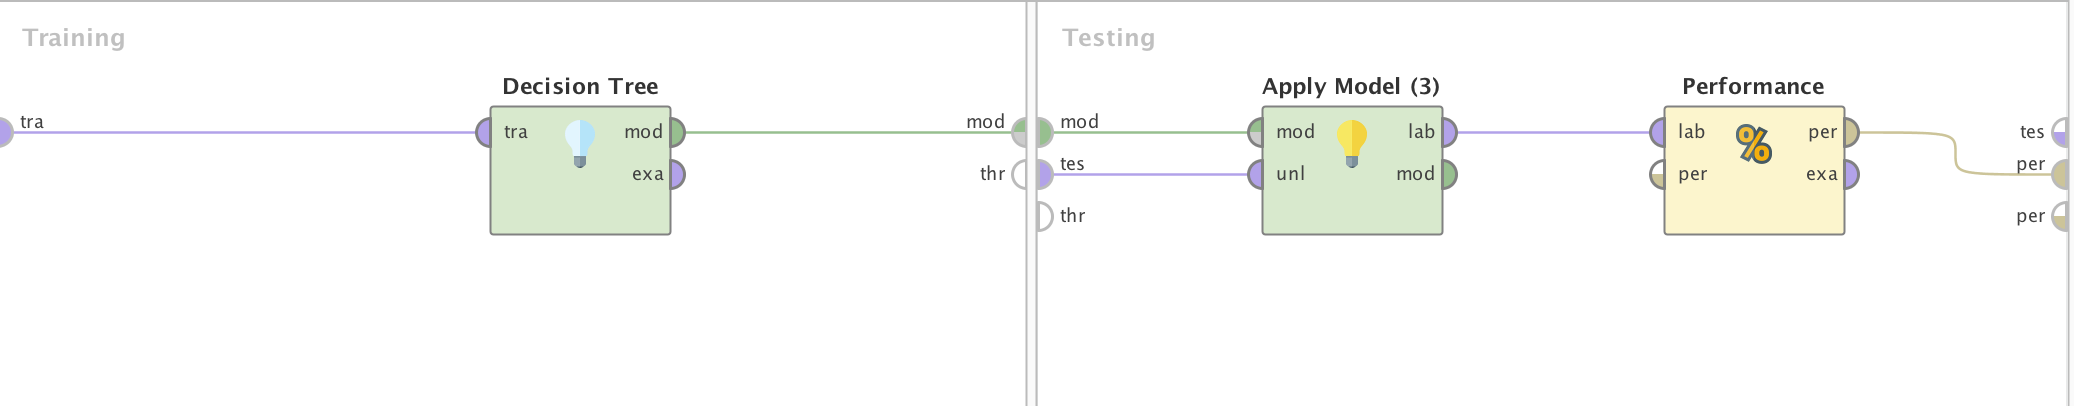 Training
Testing
Decision Tree
Apply Model (3)
Performance
tra
tra
mod
mod
mod
mod
lab
lab
per
tes
exa
thr
tes
unl
mod
per
exa
per
thr
per